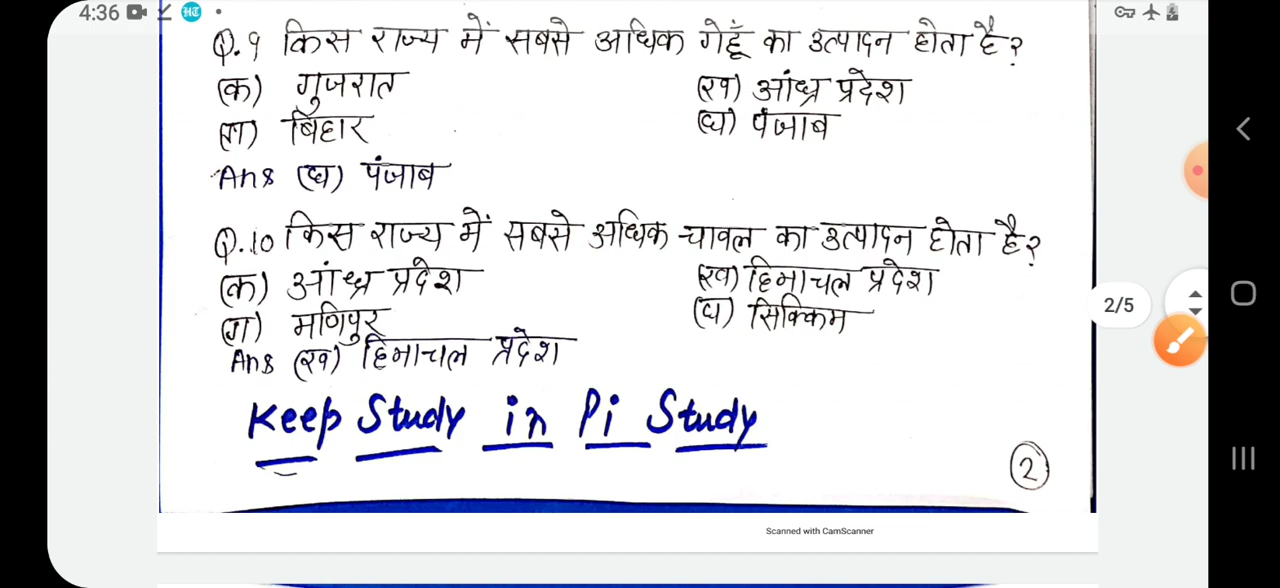 4:36
Q.9 किस राज्य में सबसे अधिक गेहूँ का उत्पादन होता है?
(क) गुजरात (ख) आंध्र प्रदेश
(ग) बिहार (घ) पंजाब
Ans (घ) पंजाब
Q.10 किस राज्य में सबसे अधिक चावल का उत्पादन होता है?
(क) आंध्र प्रदेश (ख) हिमाचल प्रदेश
(ग) मणिपुर (घ) सिक्किम
Ans (ख) हिमाचल प्रदेश
2/5
Keep Study in Pi Study
2
Scanned with CamScanner